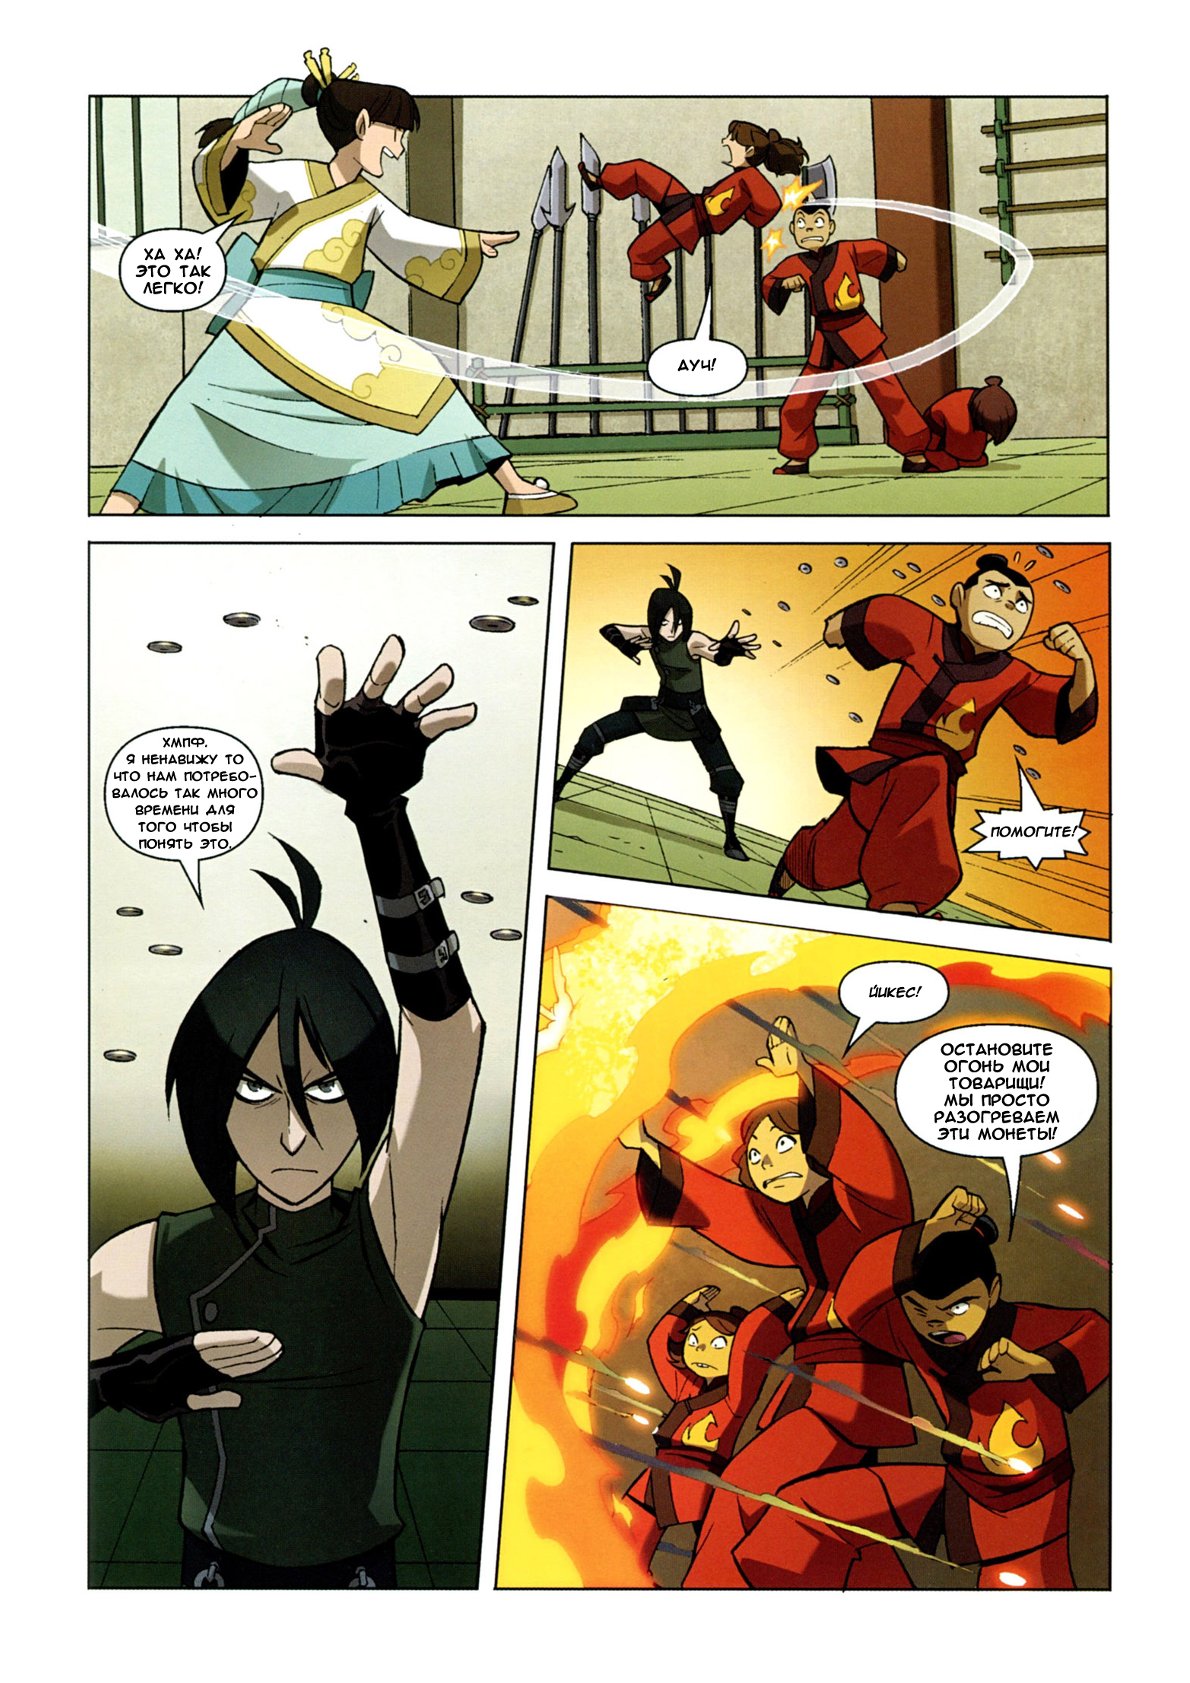 ХА ХА!
ЭТО ТАК
ЛЕГКО!
ДУЧ!
ХМПФ.
Я НЕНАВИЖУ ТО
ЧТО НАМ ПОТРЕБО-
ВАЛОСЬ ТАК МНОГО
ВРЕМЕНИ ДЛЯ
ТОГО ЧТОБЫ
ПОНЯТЬ ЭТО.
ПОМОГИТЕ!
ЙИКЕС!
ОСТАНОВИТЕ
ОГОНЬ МОИ
ТОВАРИЩИ!
МЫ ПРОСТО
РАЗОГРЕВАЕМ
ЭТИ МОНЕТЫ!